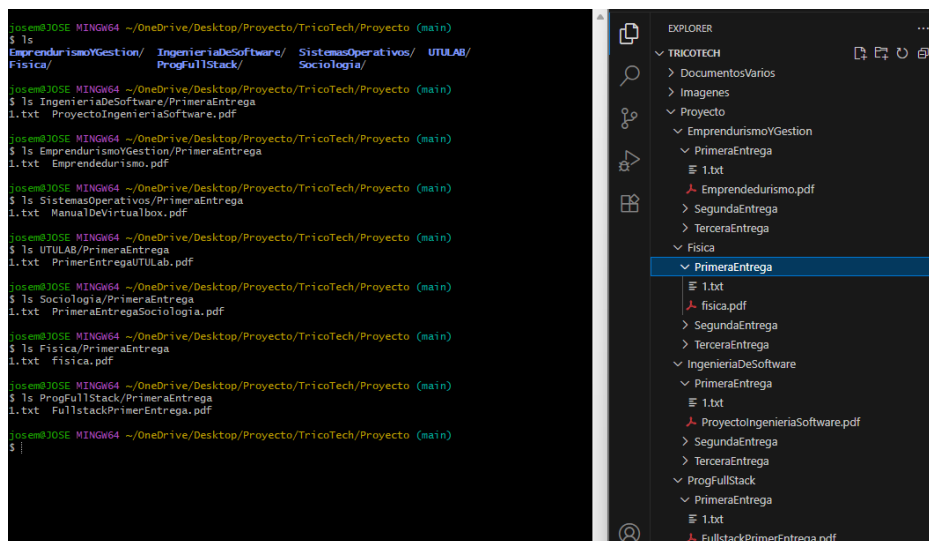 josem@JOSE MINGW64 ~/OneDrive/Desktop/Proyecto/TricoTech/Proyecto (main)
$ ls
EmprendurismoYGestion/ IngenieriaDeSoftware/ SistemasOperativos/ UTULAB/
Fisica/ ProgFullStack/ Sociologia/
josem@JOSE MINGW64 ~/OneDrive/Desktop/Proyecto/TricoTech/Proyecto (main)
$ ls IngenieriaDeSoftware/PrimeraEntrega
1.txt ProyectoIngenieriaSoftware.pdf
josem@JOSE MINGW64 ~/OneDrive/Desktop/Proyecto/TricoTech/Proyecto (main)
$ ls EmprendurismoYGestion/PrimeraEntrega
1.txt Emprendedurismo.pdf
josem@JOSE MINGW64 ~/OneDrive/Desktop/Proyecto/TricoTech/Proyecto (main)
$ ls SistemasOperativos/PrimeraEntrega
1.txt ManualDeVirtualbox.pdf
josem@JOSE MINGW64 ~/OneDrive/Desktop/Proyecto/TricoTech/Proyecto (main)
$ ls UTULAB/PrimeraEntrega
1.txt PrimerEntregaUTULab.pdf
josem@JOSE MINGW64 ~/OneDrive/Desktop/Proyecto/TricoTech/Proyecto (main)
$ ls Sociologia/PrimeraEntrega
1.txt PrimeraEntregaSociologia.pdf
josem@JOSE MINGW64 ~/OneDrive/Desktop/Proyecto/TricoTech/Proyecto (main)
$ ls Fisica/PrimeraEntrega
1.txt fisica.pdf
josem@JOSE MINGW64 ~/OneDrive/Desktop/Proyecto/TricoTech/Proyecto (main)
$ ls ProgFullStack/PrimeraEntrega
1.txt FullstackPrimerEntrega.pdf
josem@JOSE MINGW64 ~/OneDrive/Desktop/Proyecto/TricoTech/Proyecto (main)
$
EXPLORER
TRICOTECH
DocumentosVarios
Imagenes
Proyecto
EmprendurismoYGestion
PrimeraEntrega
1.txt
Emprendedurismo.pdf
SegundaEntrega
TerceraEntrega
Fisica
PrimeraEntrega
1.txt
fisica.pdf
SegundaEntrega
TerceraEntrega
IngenieriaDeSoftware
PrimeraEntrega
1.txt
ProyectoIngenieriaSoftware.pdf
SegundaEntrega
TerceraEntrega
ProgFullStack
PrimeraEntrega
1.txt
FullstackPrimerEntrega.pdf